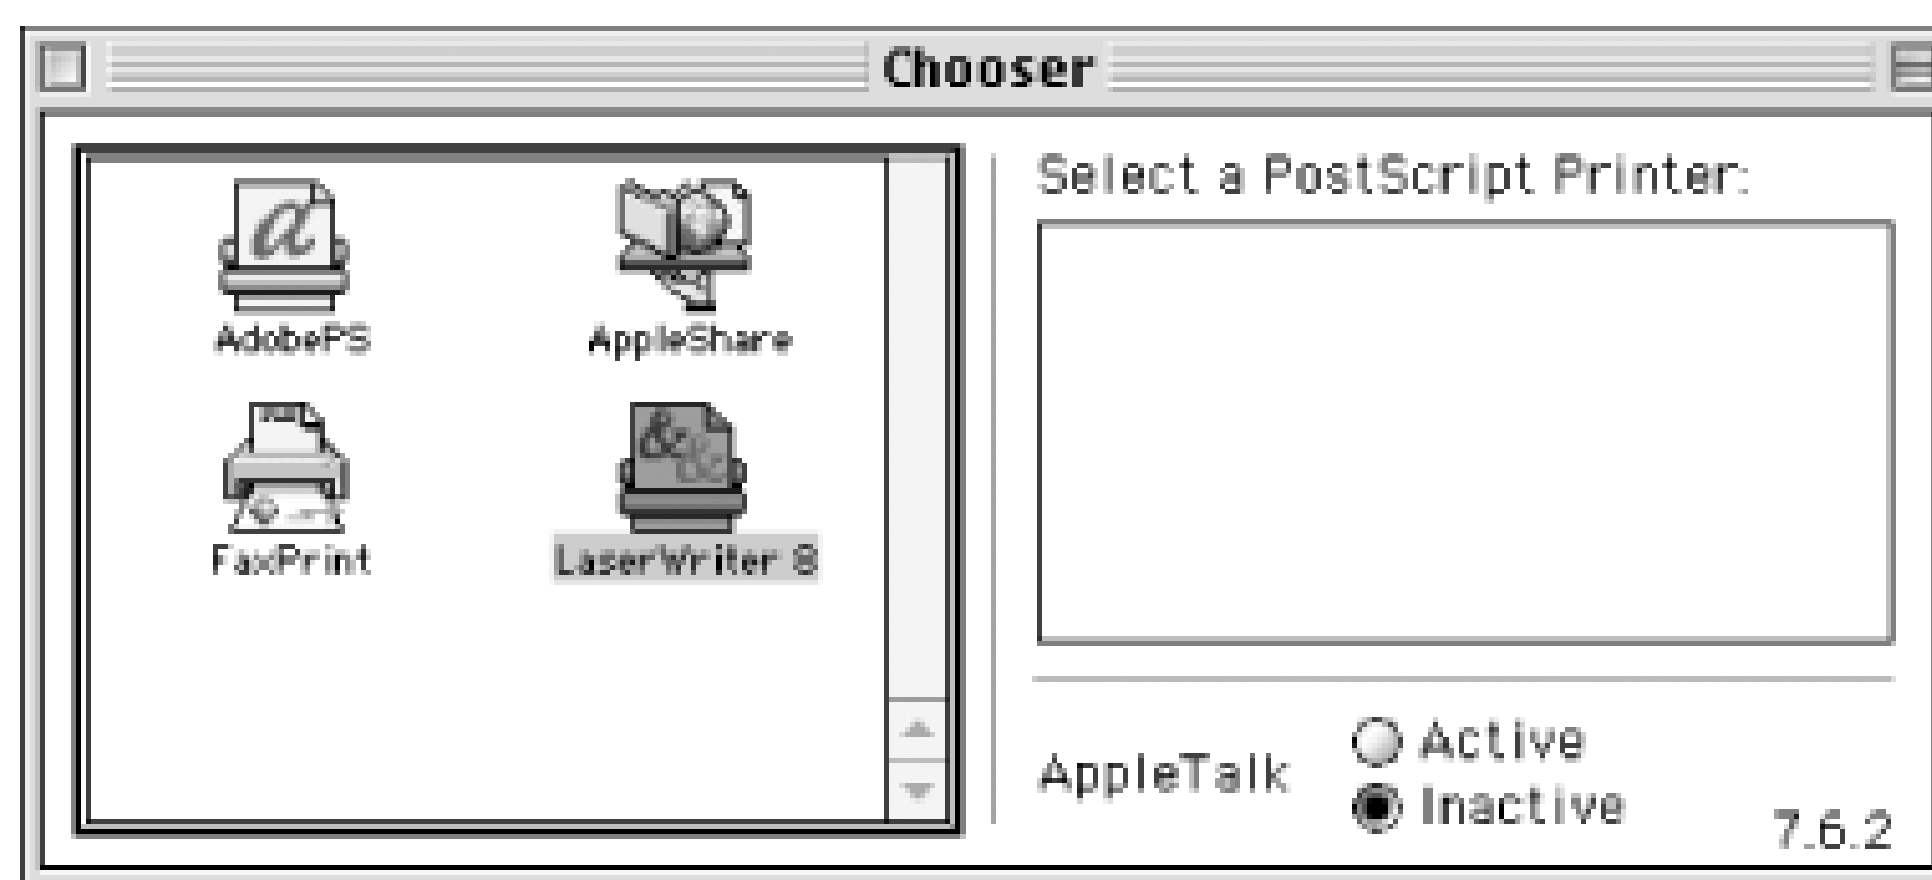 Chooser
AdobePS
AppleShare
FaxPrint
LaserWriter 8
Select a PostScript Printer:
AppleTalk
Active
Inactive
7.6.2